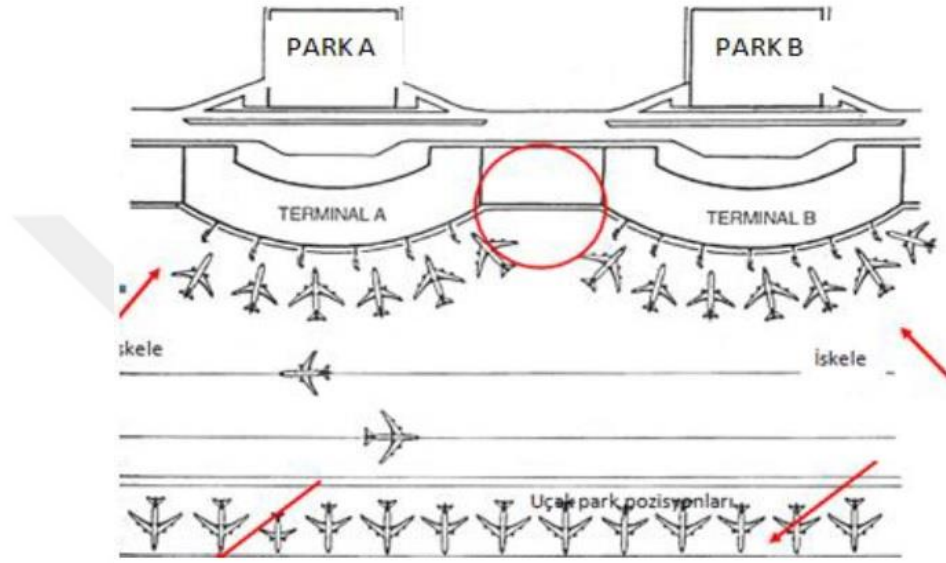 PARK A
PARK B
TERMINAL A
TERMINAL B
skele
İskele
Uçak park pozisyonları